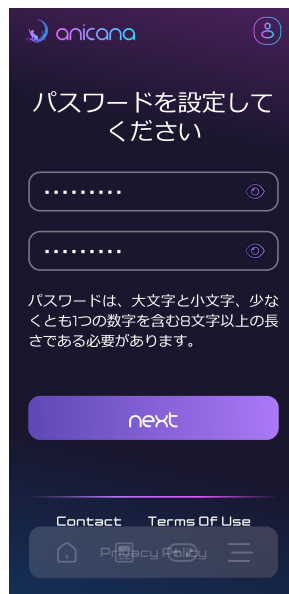 anicana
パスワードを設定して
ください
•••••••••
•••••••••
パスワードは、大文字と小文字、少な
くとも1つの数字を含む8文字以上の長
さである必要があります。
next
Contact Terms Of Use
Privacy Policy